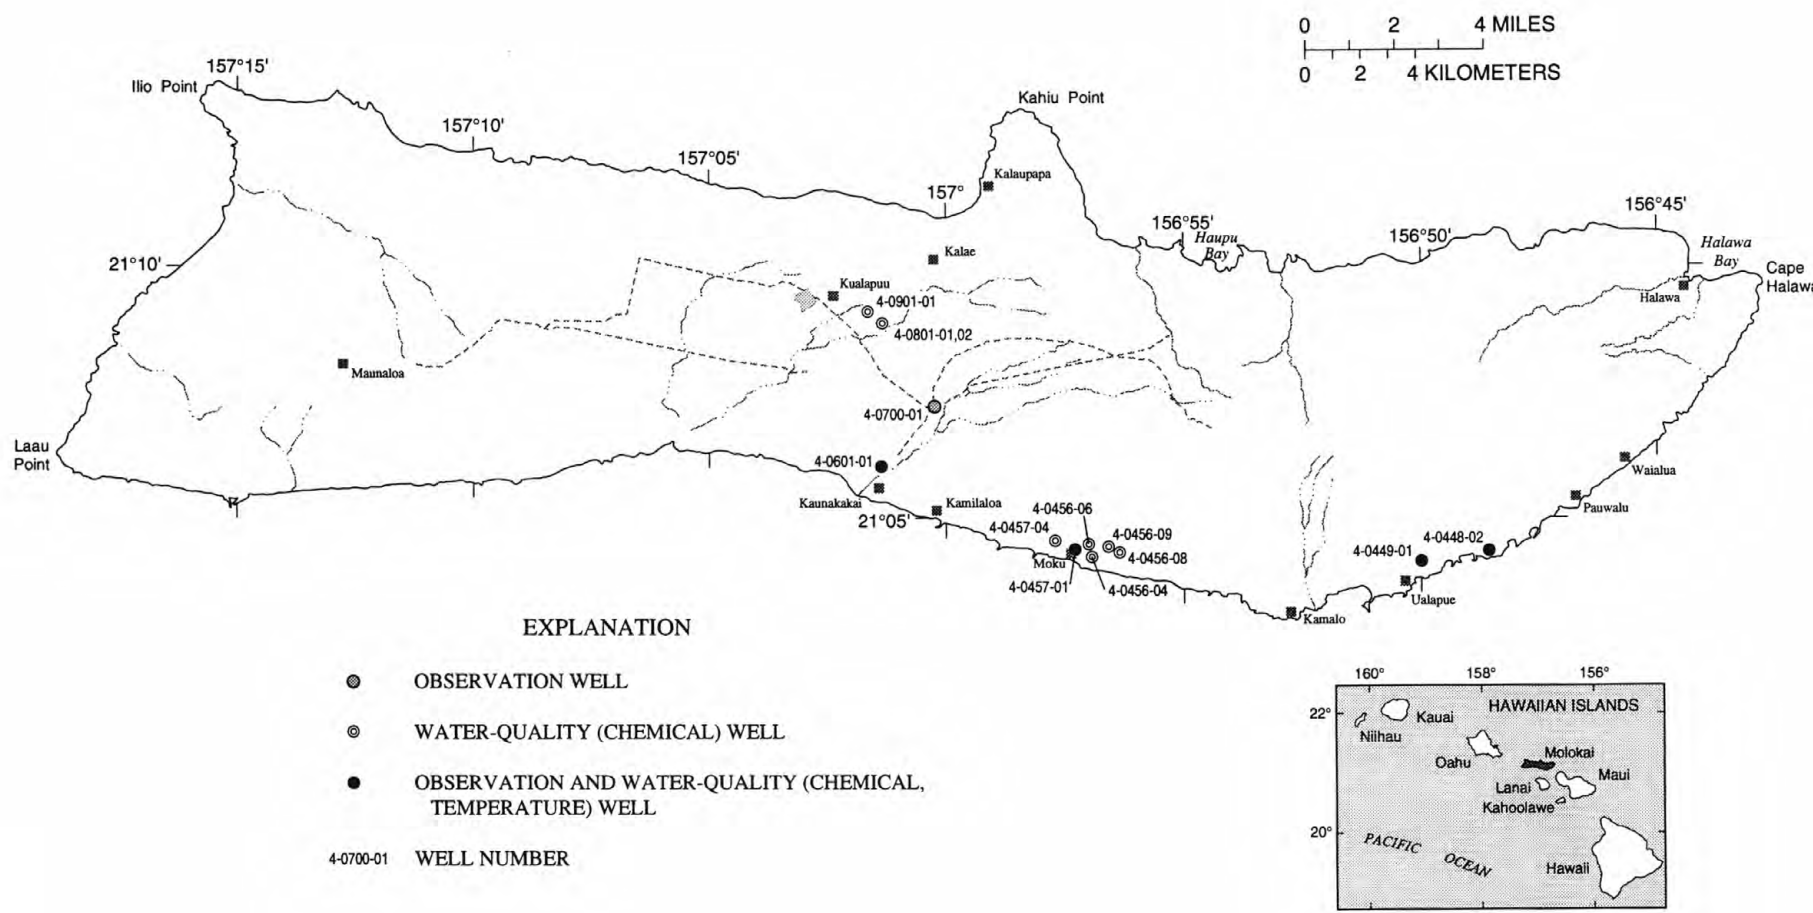 0 2 4 MILES
0 2 4 KILOMETERS
157°15'
Ilio Point
Kahiu Point
157°10'
157°05'
Kalaupapa
157°
156°55'
156°50'
156°45'
Haupu
Bay
Halawa
Bay
Kalae
21°10'
Cape
Halawa
Kualapuu
Halawa
4-0901-01
4-0801-01,02
Maunaloa
4-0700-01
Laau
Point
4-0601-01
Waialua
Kaunakakai
Kamilaloa
Pauwalu
21°05'
4-0456-06
4-0457-04
4-0456-09
4-0449-01
4-0448-02
Moku
4-0456-08
4-0457-01
4-0456-04
Ualapue
Kamalo
EXPLANATION
OBSERVATION WELL
WATER-QUALITY (CHEMICAL) WELL
OBSERVATION AND WATER-QUALITY (CHEMICAL,
TEMPERATURE) WELL
4-0700-01 WELL NUMBER
160° 158° 156°
22°
HAWAIIAN ISLANDS
Kauai
Niihau
Oahu
Molokai
Lanai
Maui
Kahoolawe
20°
PACIFIC OCEAN
Hawaii